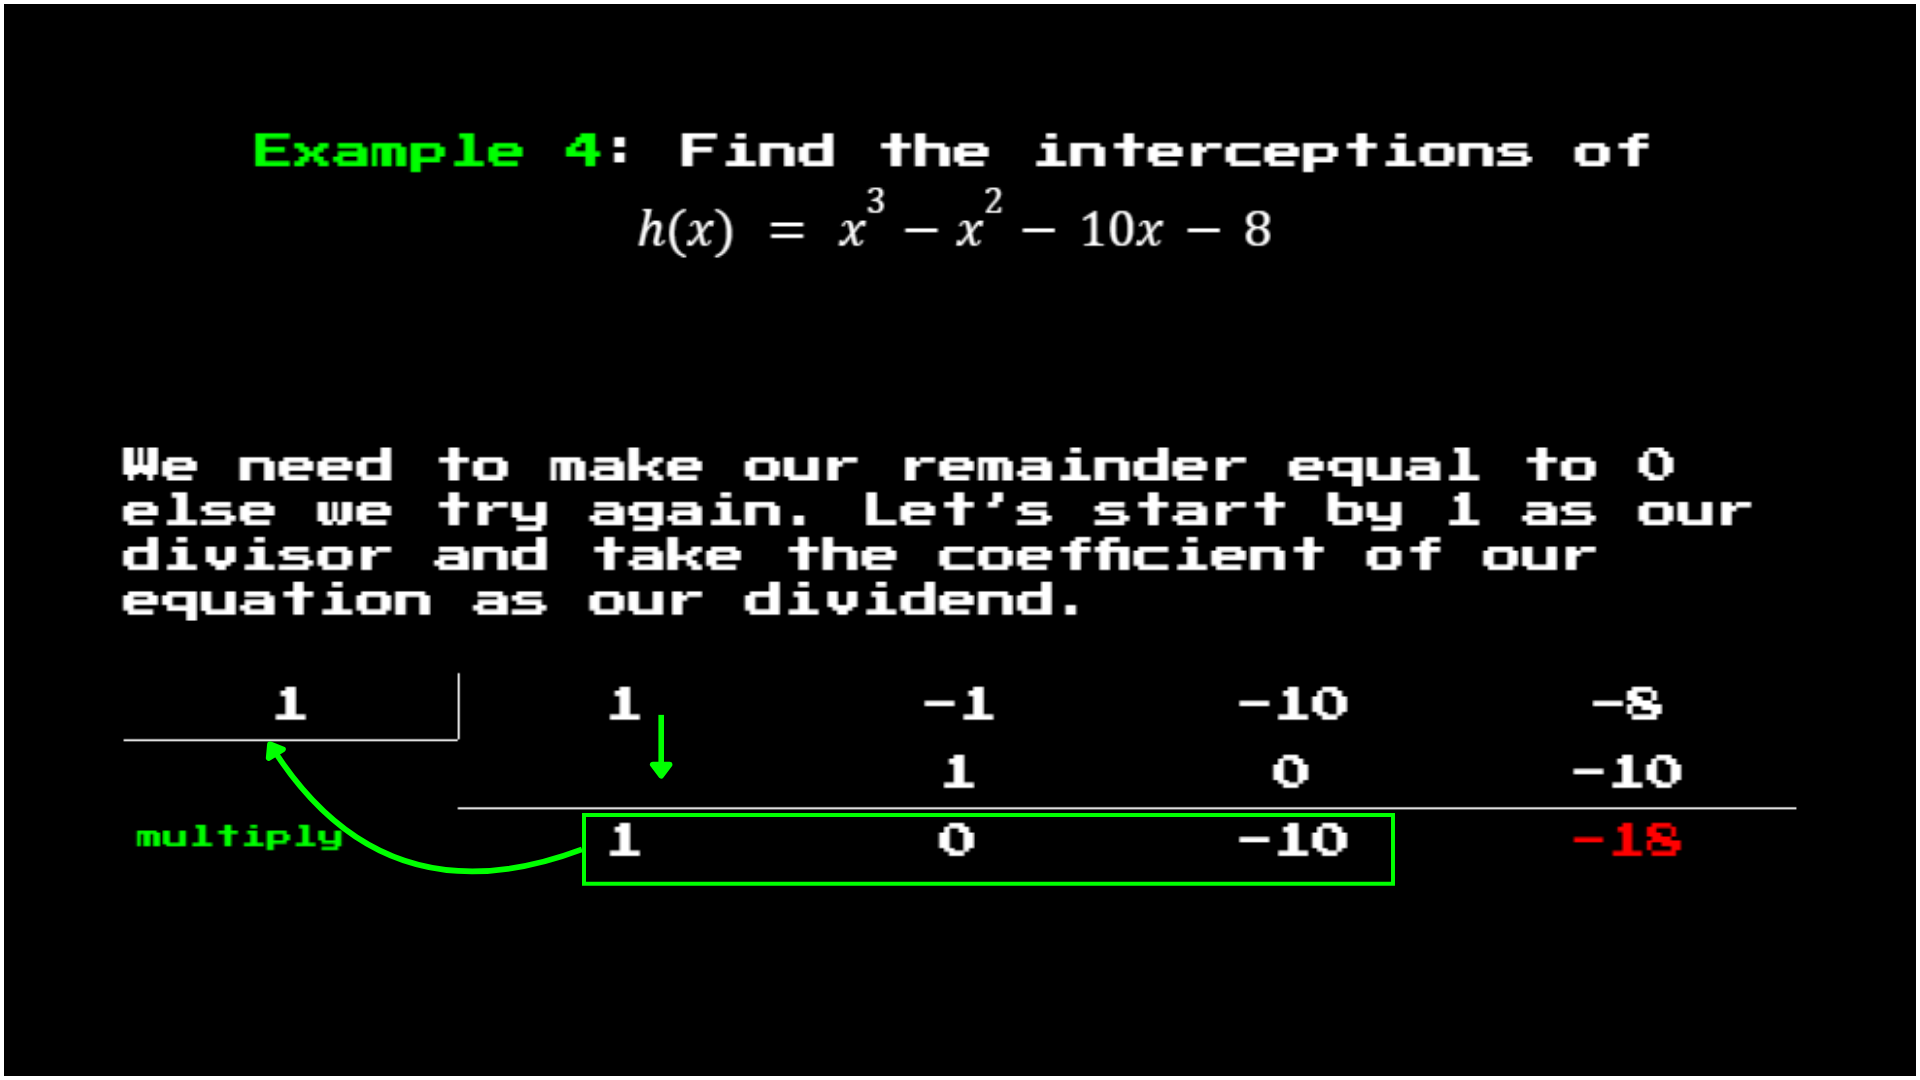 Example 4: Find the interceptions of
h(x) = x³ − x² − 10x − 8
We need to make our remainder equal to 0
else we try again. Let's start by 1 as our
divisor and take the coefficient of our
equation as our dividend.
1 1 -1 -10 -8
1 0 -10
multiply 1 0 -10 -18